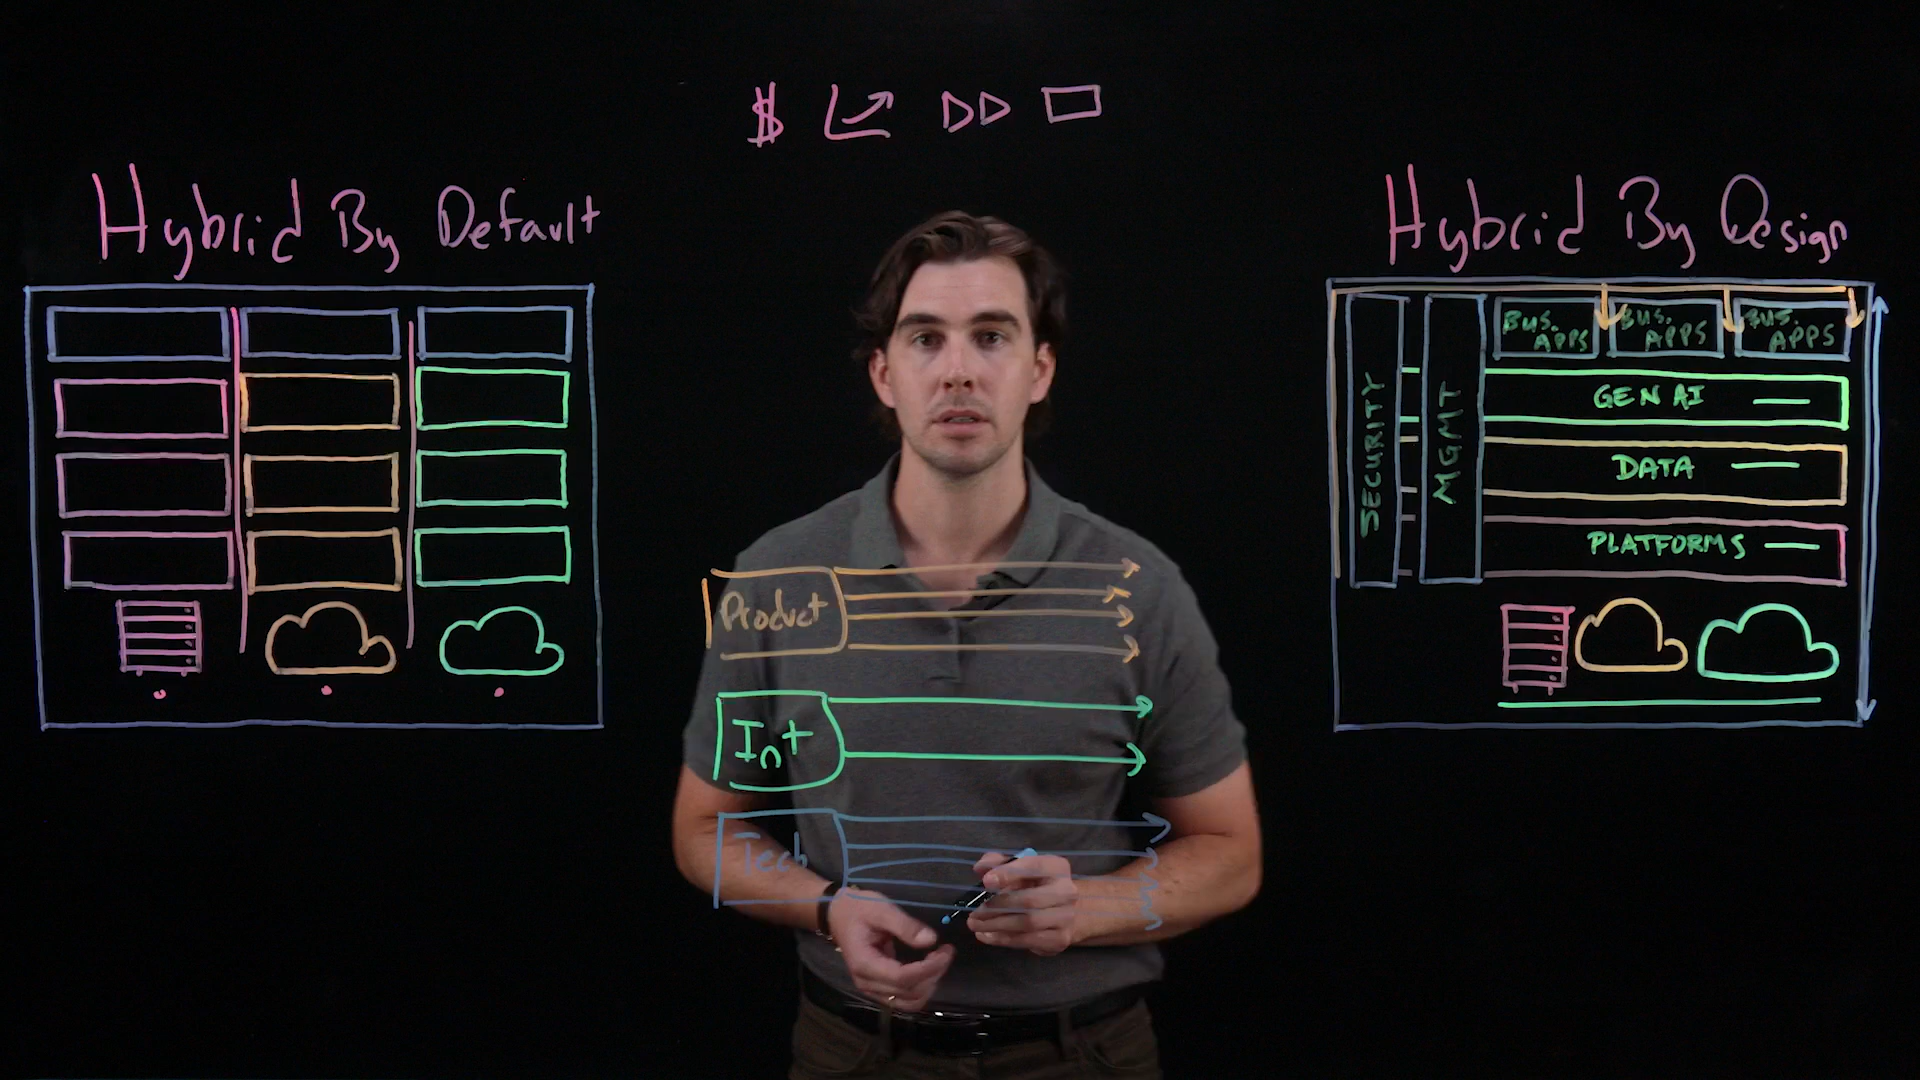 $
Hybrid By Default
Hybrid By Design
BUS. APPS
BUS. APPS
BUS. APPS
SECURITY
MGMT
GEN AI
DATA
PLATFORMS
Product
Int
Tech